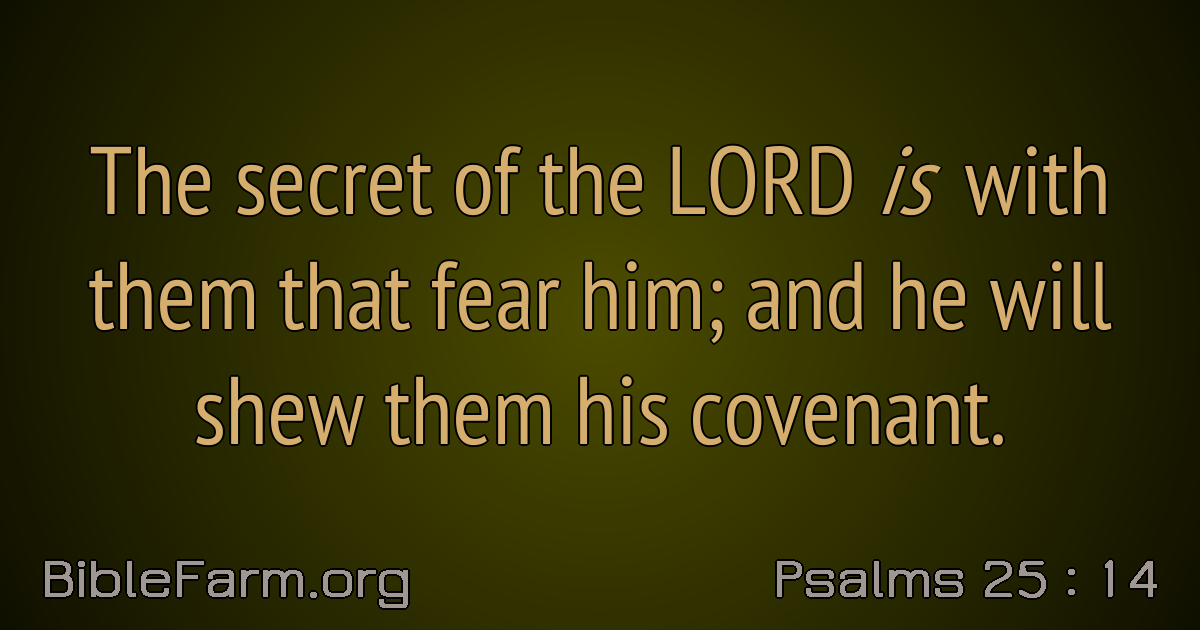 The secret of the LORD is with
them that fear him; and he will
shew them his covenant.
BibleFarm.org
Psalms 25 : 14